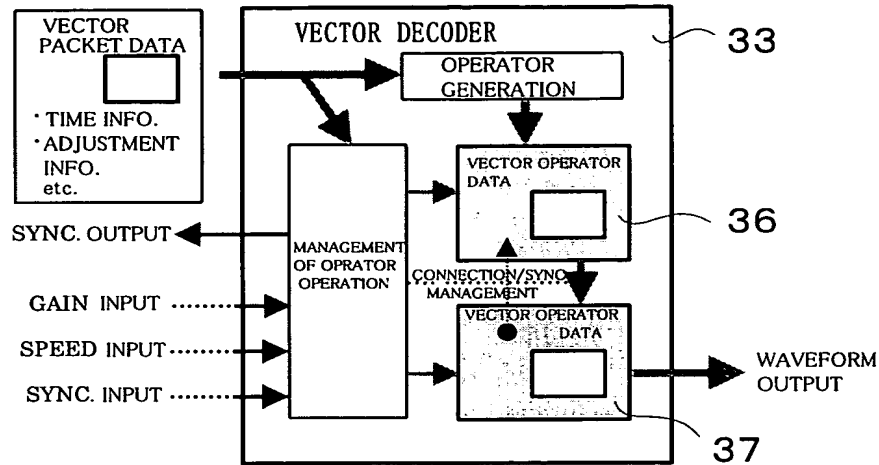 VECTOR
PACKET DATA
・TIME INFO.
・ADJUSTMENT
INFO.
etc.
VECTOR DECODER
33
OPERATOR
GENERATION
VECTOR OPERATOR
DATA
36
SYNC. OUTPUT
MANAGEMENT
OF OPRATOR
OPERATION
CONNECTION/SYNC.
MANAGEMENT
GAIN INPUT
SPEED INPUT
SYNC. INPUT
VECTOR OPERATOR
DATA
37
WAVEFORM
OUTPUT